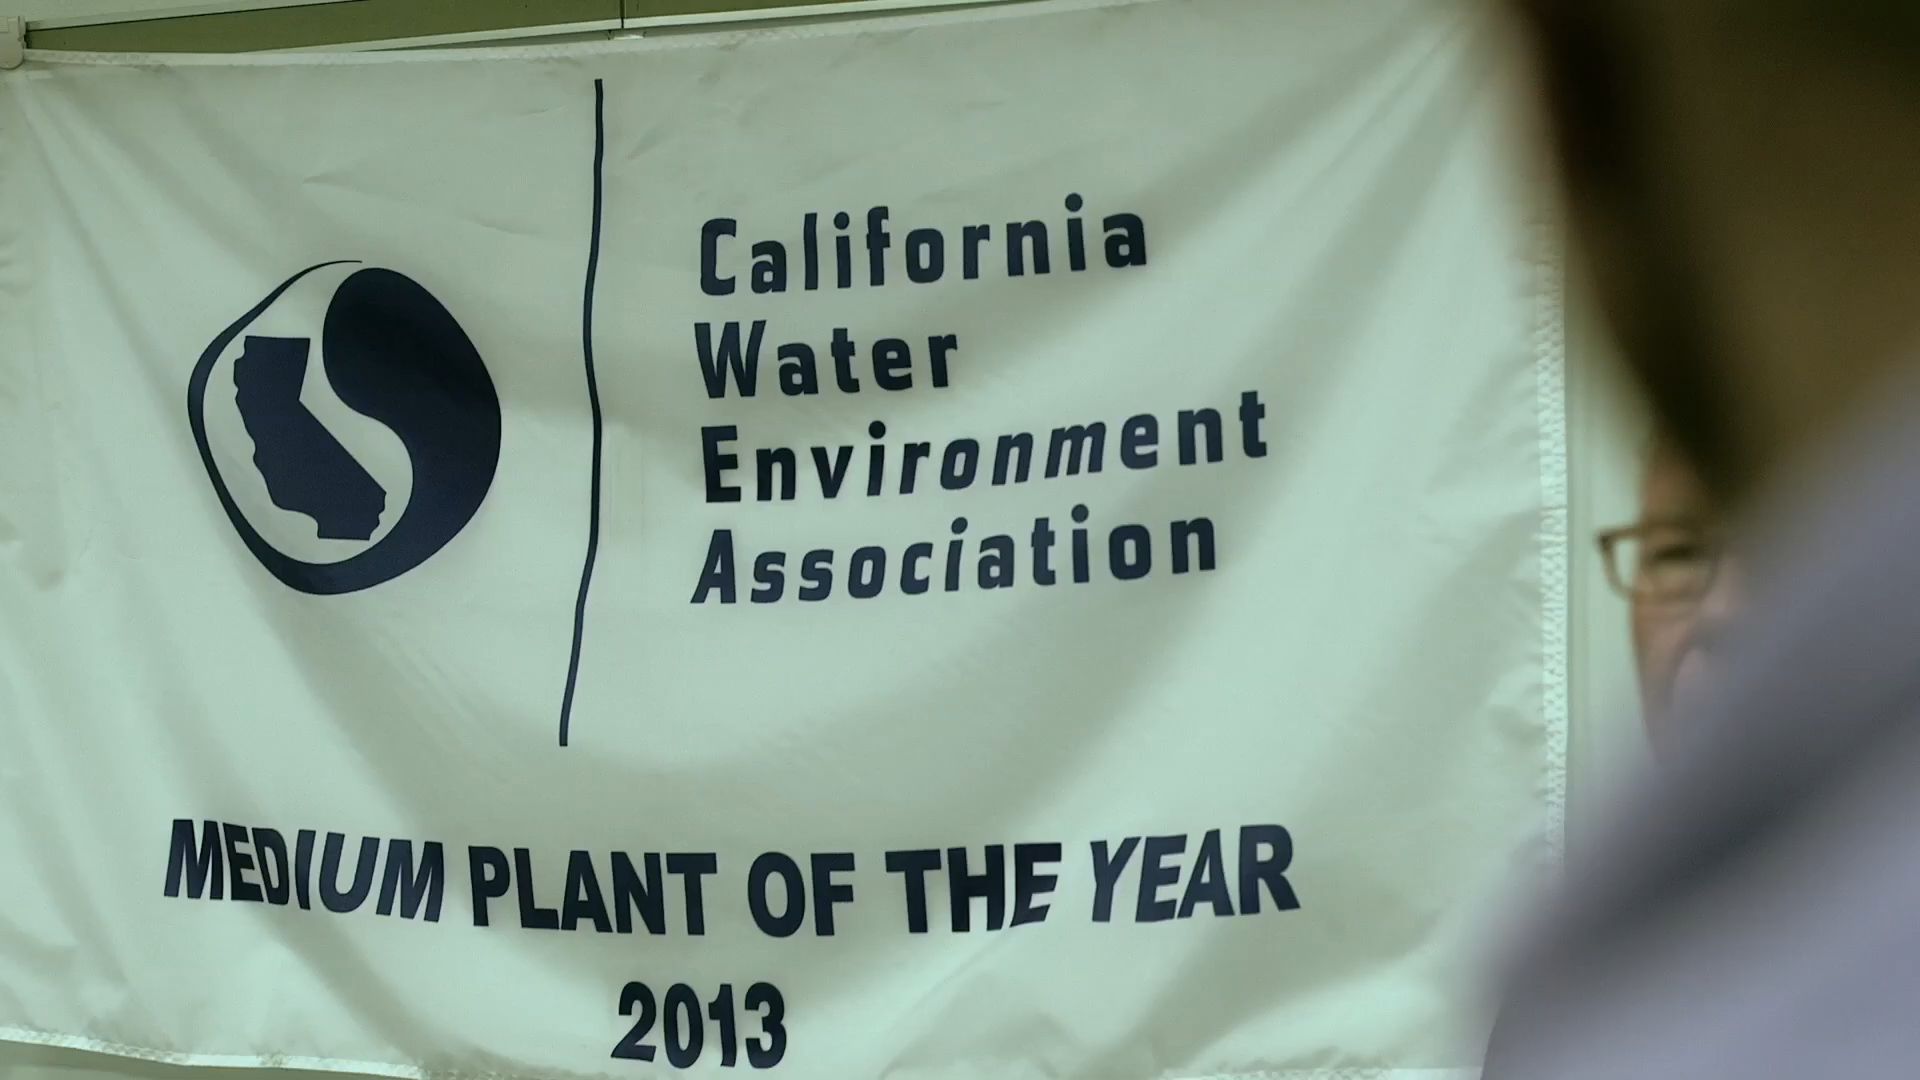 California
Water
Environment
Association
MEDIUM PLANT OF THE YEAR
2013